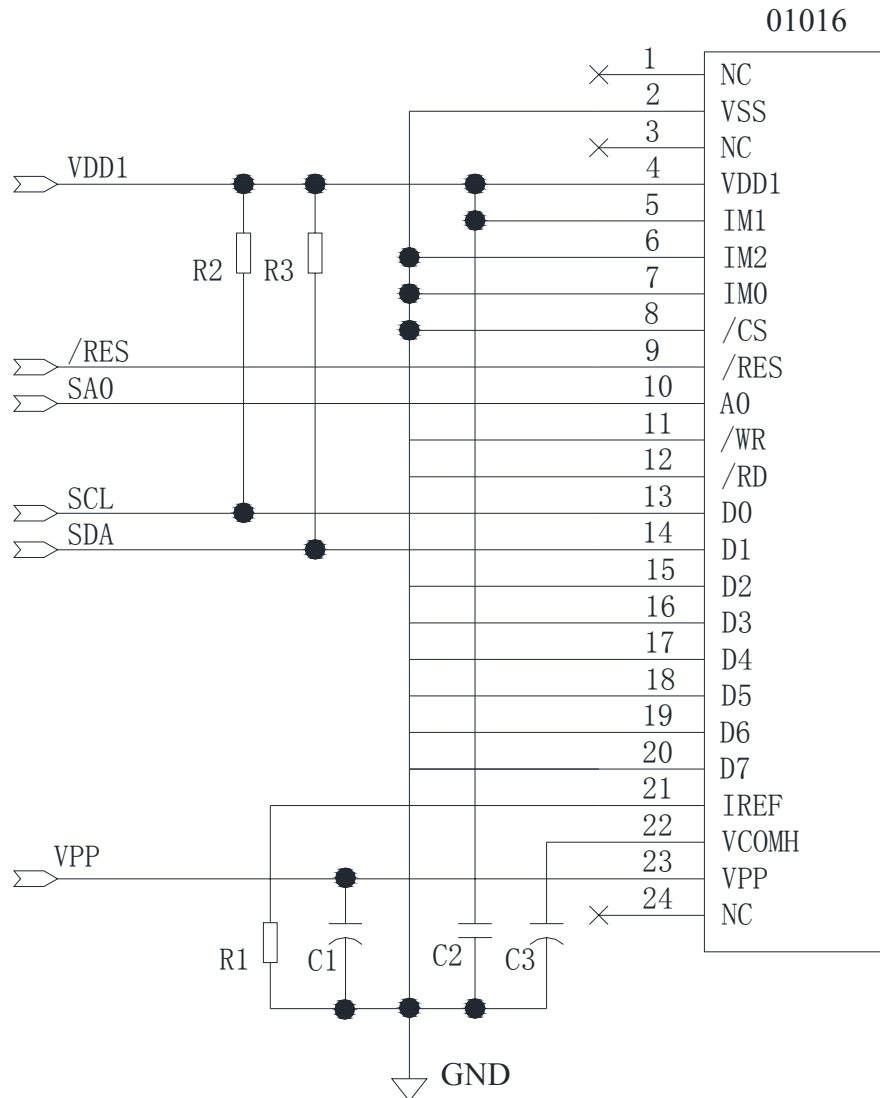 01016
1 NC
2 VSS
3 NC
VDD1 4 VDD1
5 IM1
6 IM2
R2 R3
7 IM0
8 /CS
/RES 9 /RES
SA0 10 A0
11 /WR
12 /RD
SCL 13 D0
SDA 14 D1
15 D2
16 D3
17 D4
18 D5
19 D6
20 D7
21 IREF
22 VCOMH
VPP 23 VPP
24 NC
R1 C1 C2 C3
GND